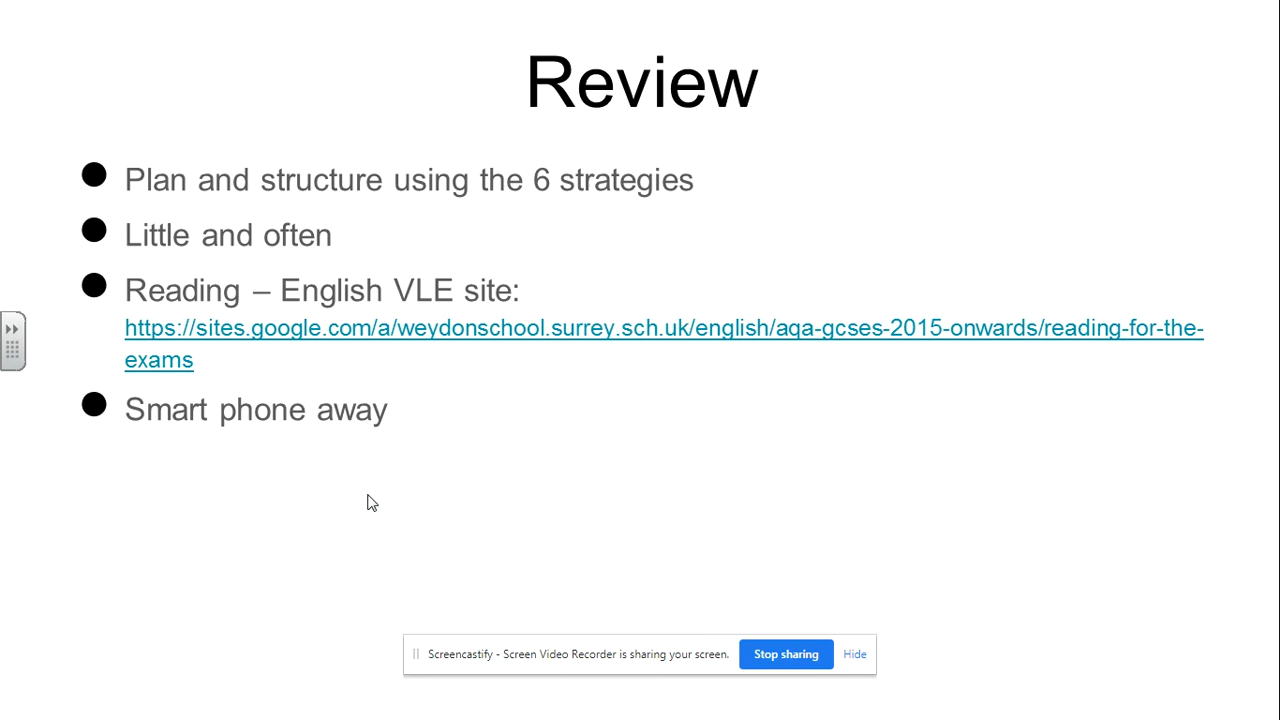 Review
Plan and structure using the 6 strategies
Little and often
Reading – English VLE site:
https://sites.google.com/a/weydonschool.surrey.sch.uk/english/aqa-gcses-2015-onwards/reading-for-the-
exams
Smart phone away
Screencastify - Screen Video Recorder is sharing your screen. Stop sharing Hide